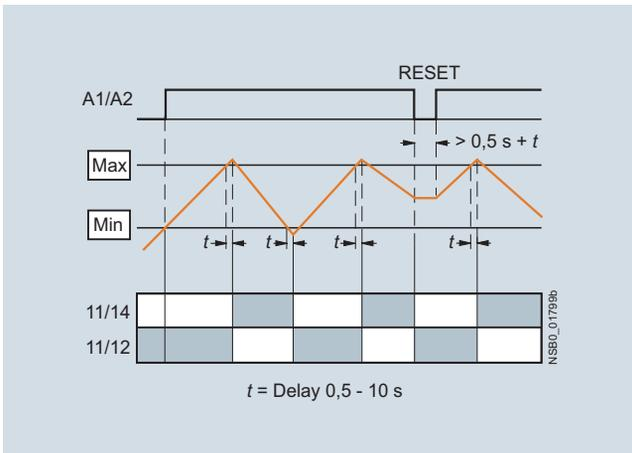 RESET
A1/A2
> 0,5 s + t
Max
Min
t t t t
11/14
11/12
NSB0_01799b
t = Delay 0,5 - 10 s